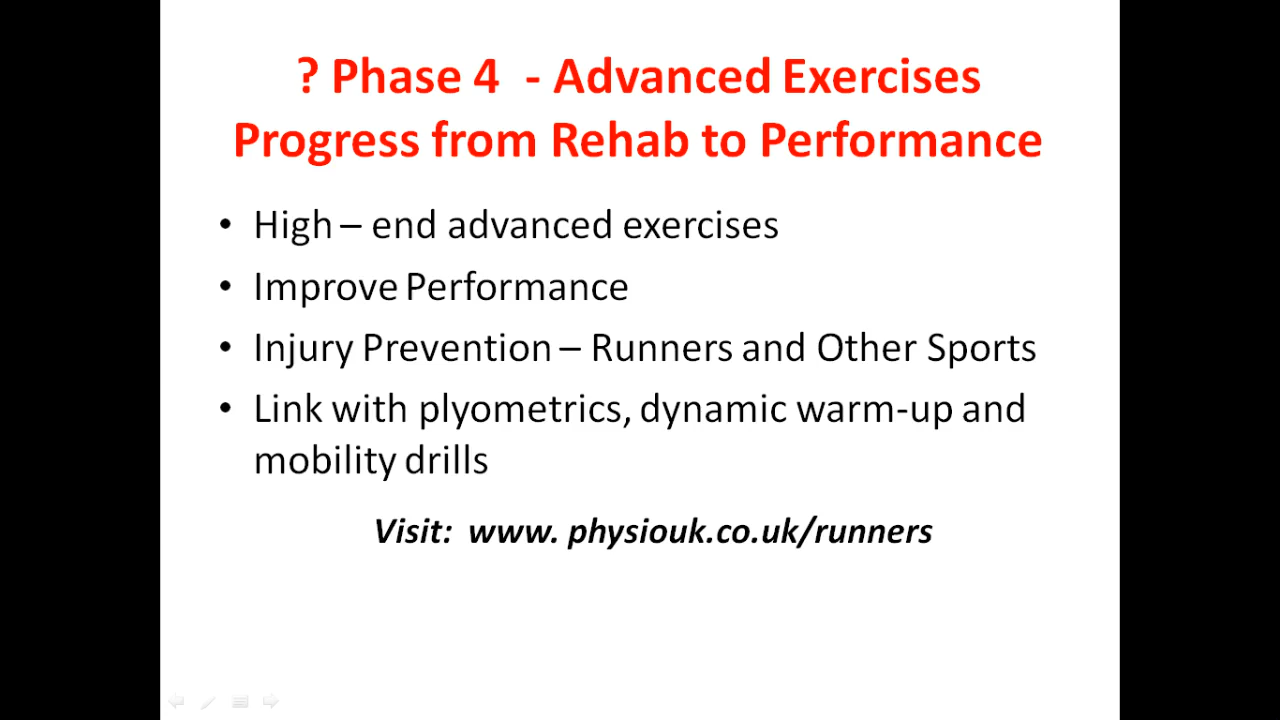 ? Phase 4  - Advanced Exercises
Progress from Rehab to Performance
• High – end advanced exercises
• Improve Performance
• Injury Prevention – Runners and Other Sports
• Link with plyometrics, dynamic warm-up and
mobility drills
Visit:  www. physiouk.co.uk/runners